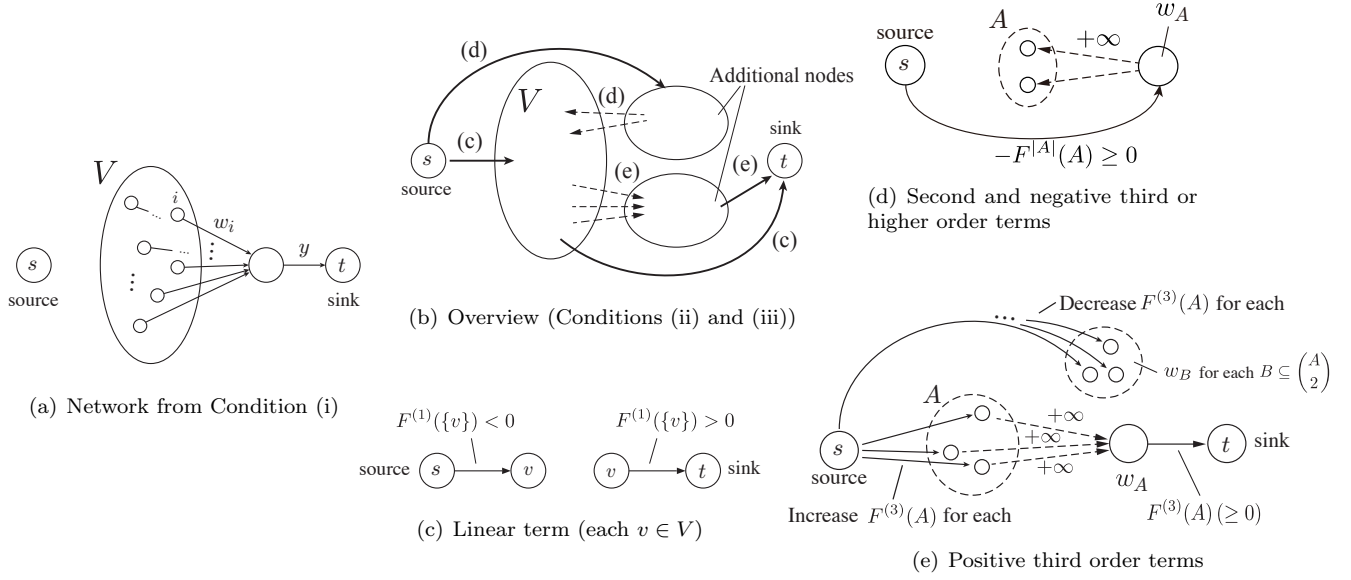 V
i
w_i
...
...
y
s
t
source
sink
(a) Network from Condition (i)
(d)
Additional nodes
V
(d)
sink
(c)
(e)
(e)
s
t
source
(c)
(b) Overview (Conditions (ii) and (iii))
F^{(1)}({v}) < 0
F^{(1)}({v}) > 0
source
s
v
v
t
sink
(c) Linear term (each v ∈ V)
w_A
A
source
+∞
s
−F^{|A|}(A) ≥ 0
(d) Second and negative third or
higher order terms
Decrease F^{(3)}(A) for each
...
w_B for each B ⊆ \binom{A}{2}
A
+∞
+∞
+∞
s
t
sink
source
w_A
Increase F^{(3)}(A) for each
F^{(3)}(A) (≥ 0)
(e) Positive third order terms